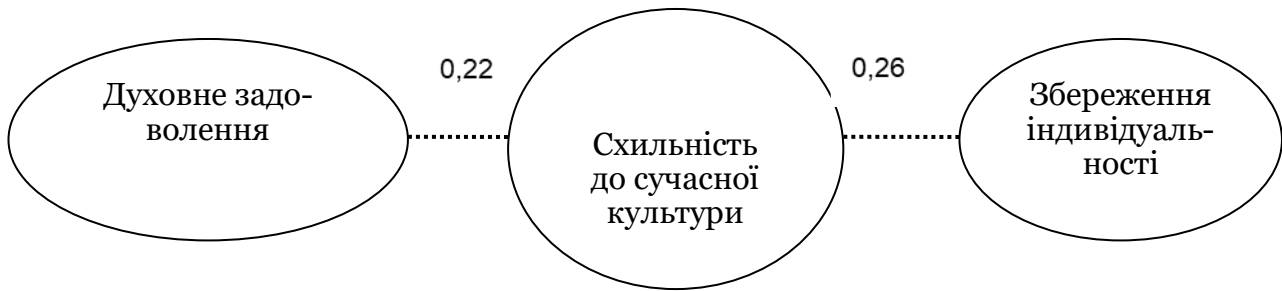 Духовне задо-
волення
0,22
Схильність
до сучасної
культури
0,26
Збереження
індивідуаль-
ності